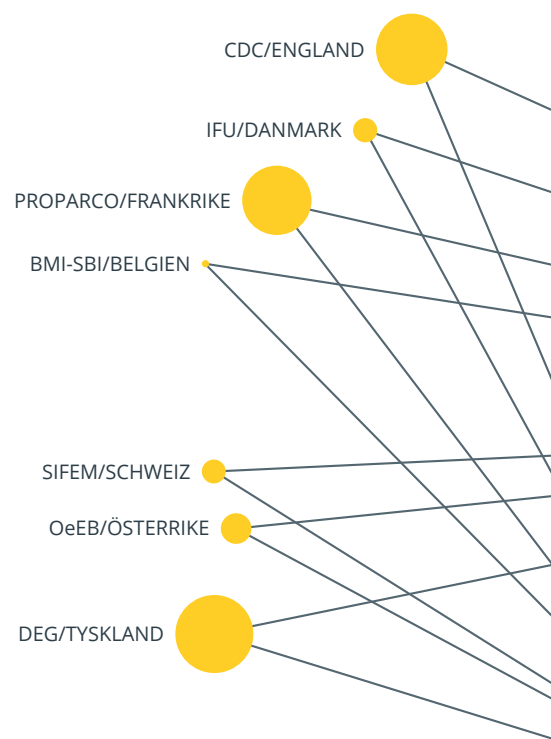 CDC/ENGLAND
IFU/DANMARK
PROPARCO/FRANKRIKE
BMI-SBI/BELGIEN
SIFEM/SCHWEIZ
OeEB/ÖSTERRIKE
DEG/TYSKLAND